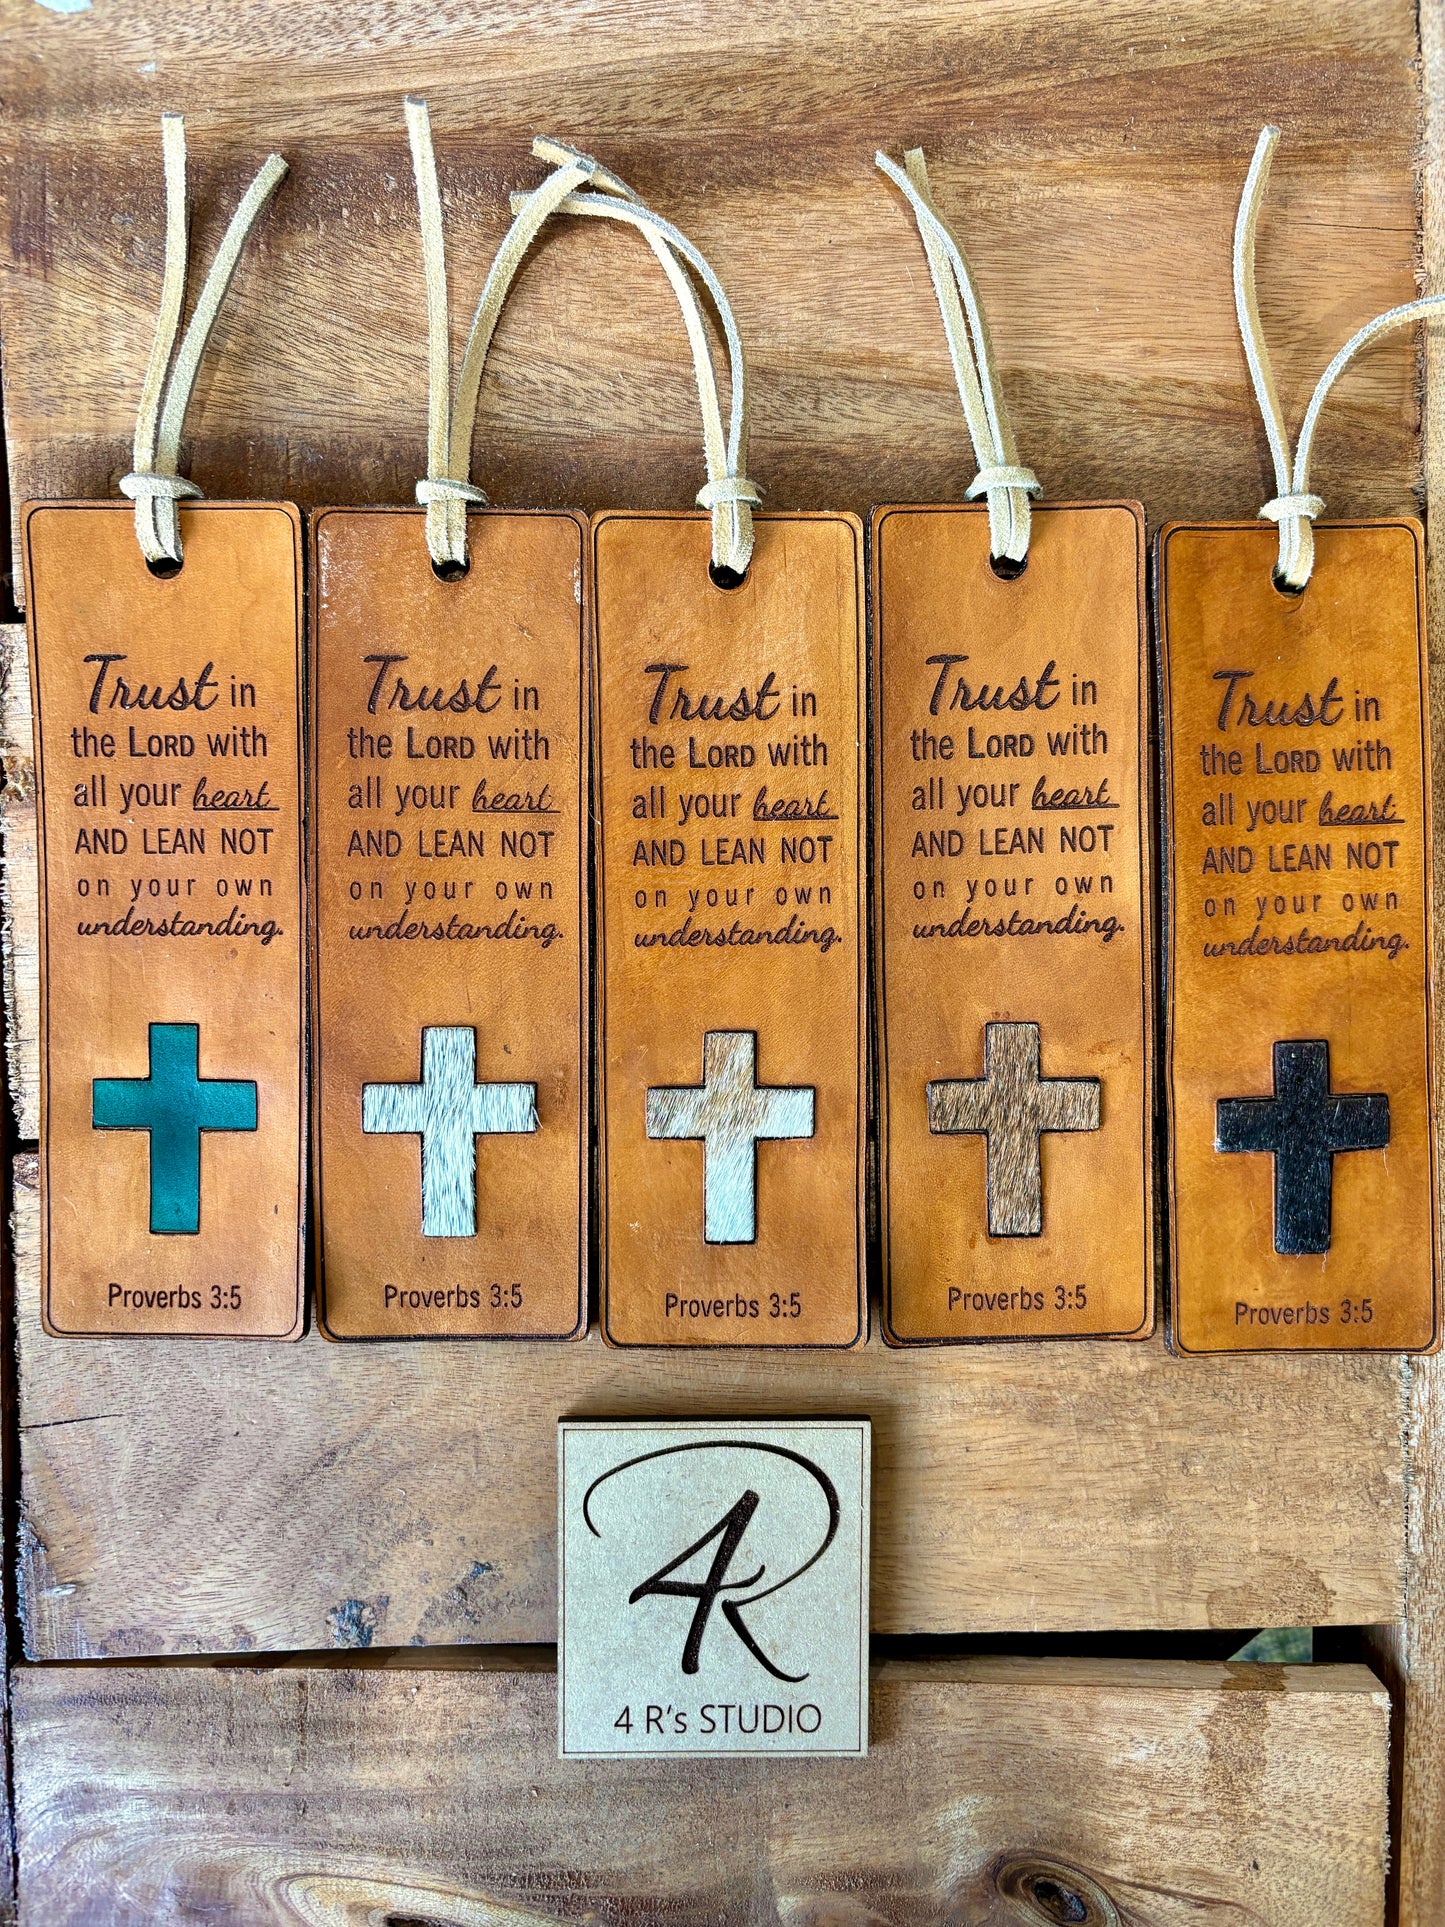 Trust in
the LORD with
all your heart
AND LEAN NOT
on your own
understanding.
Proverbs 3:5
Trust in
the LORD with
all your heart
AND LEAN NOT
on your own
understanding.
Proverbs 3:5
Trust in
the LORD with
all your heart
AND LEAN NOT
on your own
understanding.
Proverbs 3:5
Trust in
the LORD with
all your heart
AND LEAN NOT
on your own
understanding.
Proverbs 3:5
Trust in
the LORD with
all your heart
AND LEAN NOT
on your own
understanding.
Proverbs 3:5
4R
4 R's STUDIO